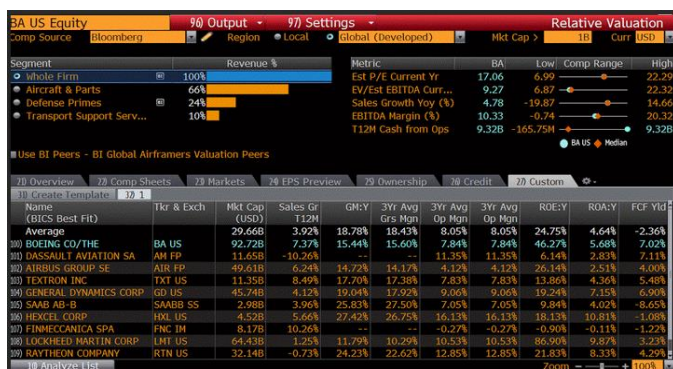 BA US Equity 96) Output 97) Settings Relative Valuation
Comp Source Bloomberg Region Local Global (Developed) Mkt Cap > 1B Curr USD
Segment Revenue % Metric BA Low Comp Range High
Whole Firm 100% Est P/E Current Yr 17.06 6.99 22.29
Aircraft & Parts 66% EV/Est EBITDA Curr... 9.27 6.87 22.32
Defense Primes 24% Sales Growth Yoy (%) 4.78 -19.87 14.66
Transport Support Serv... 10% EBITDA Margin (%) 10.33 -0.74 20.32
T12M Cash from Ops 9.32B -165.75M 9.32B
BA US Median
Use BI Peers - BI Global Airframers Valuation Peers
21) Overview 22) Comp Sheets 23) Markets 24) EPS Preview 25) Ownership 26) Credit 27) Custom
31) Create Template 32) 1
Name Tkr & Exch Mkt Cap Sales Gr GM:Y 3Yr Avg 3Yr Avg 3Yr Avg ROE:Y ROA:Y FCF Yld
(BICS Best Fit) (USD) T12M Grs Mgn Op Mgn Op Mgn
Average 29.66B 3.92% 18.78% 18.43% 8.05% 8.05% 24.75% 4.64% -2.36%
100) BOEING CO/THE BA US 92.72B 7.37% 15.44% 15.60% 7.84% 7.84% 46.27% 5.68% 7.02%
101) DASSAULT AVIATION SA AM FP 11.65B -10.26% -- -- 11.35% 11.35% 6.14% 2.83% 7.11%
102) AIRBUS GROUP SE AIR FP 49.61B 6.24% 14.72% 14.17% 4.12% 4.12% 26.14% 2.51% 4.00%
103) TEXTRON INC TXT US 11.35B 8.49% 17.70% 17.38% 7.83% 7.83% 13.86% 4.36% 5.48%
104) GENERAL DYNAMICS CORP GD US 45.74B 4.12% 19.04% 17.92% 9.06% 9.06% 19.24% 7.15% 6.90%
105) SAAB AB-B SAABB SS 2.98B 3.96% 25.83% 27.50% 7.05% 7.05% 9.84% 4.02% -8.65%
106) HEXCEL CORP HXL US 4.52B 5.66% 27.42% 26.75% 16.13% 16.13% 18.13% 10.81% -1.08%
107) FINMECCANICA SPA FNC IM 8.17B 10.26% -- -- -0.27% -0.27% -0.90% -0.11% -1.22%
108) LOCKHEED MARTIN CORP LMT US 64.43B 1.25% 11.79% 10.29% 10.53% 10.53% 86.90% 9.87% 3.23%
109) RAYTHEON COMPANY RTN US 32.14B -0.73% 24.23% 22.62% 12.85% 12.85% 21.83% 8.33% 4.29%
10) Analyze List Zoom 100%